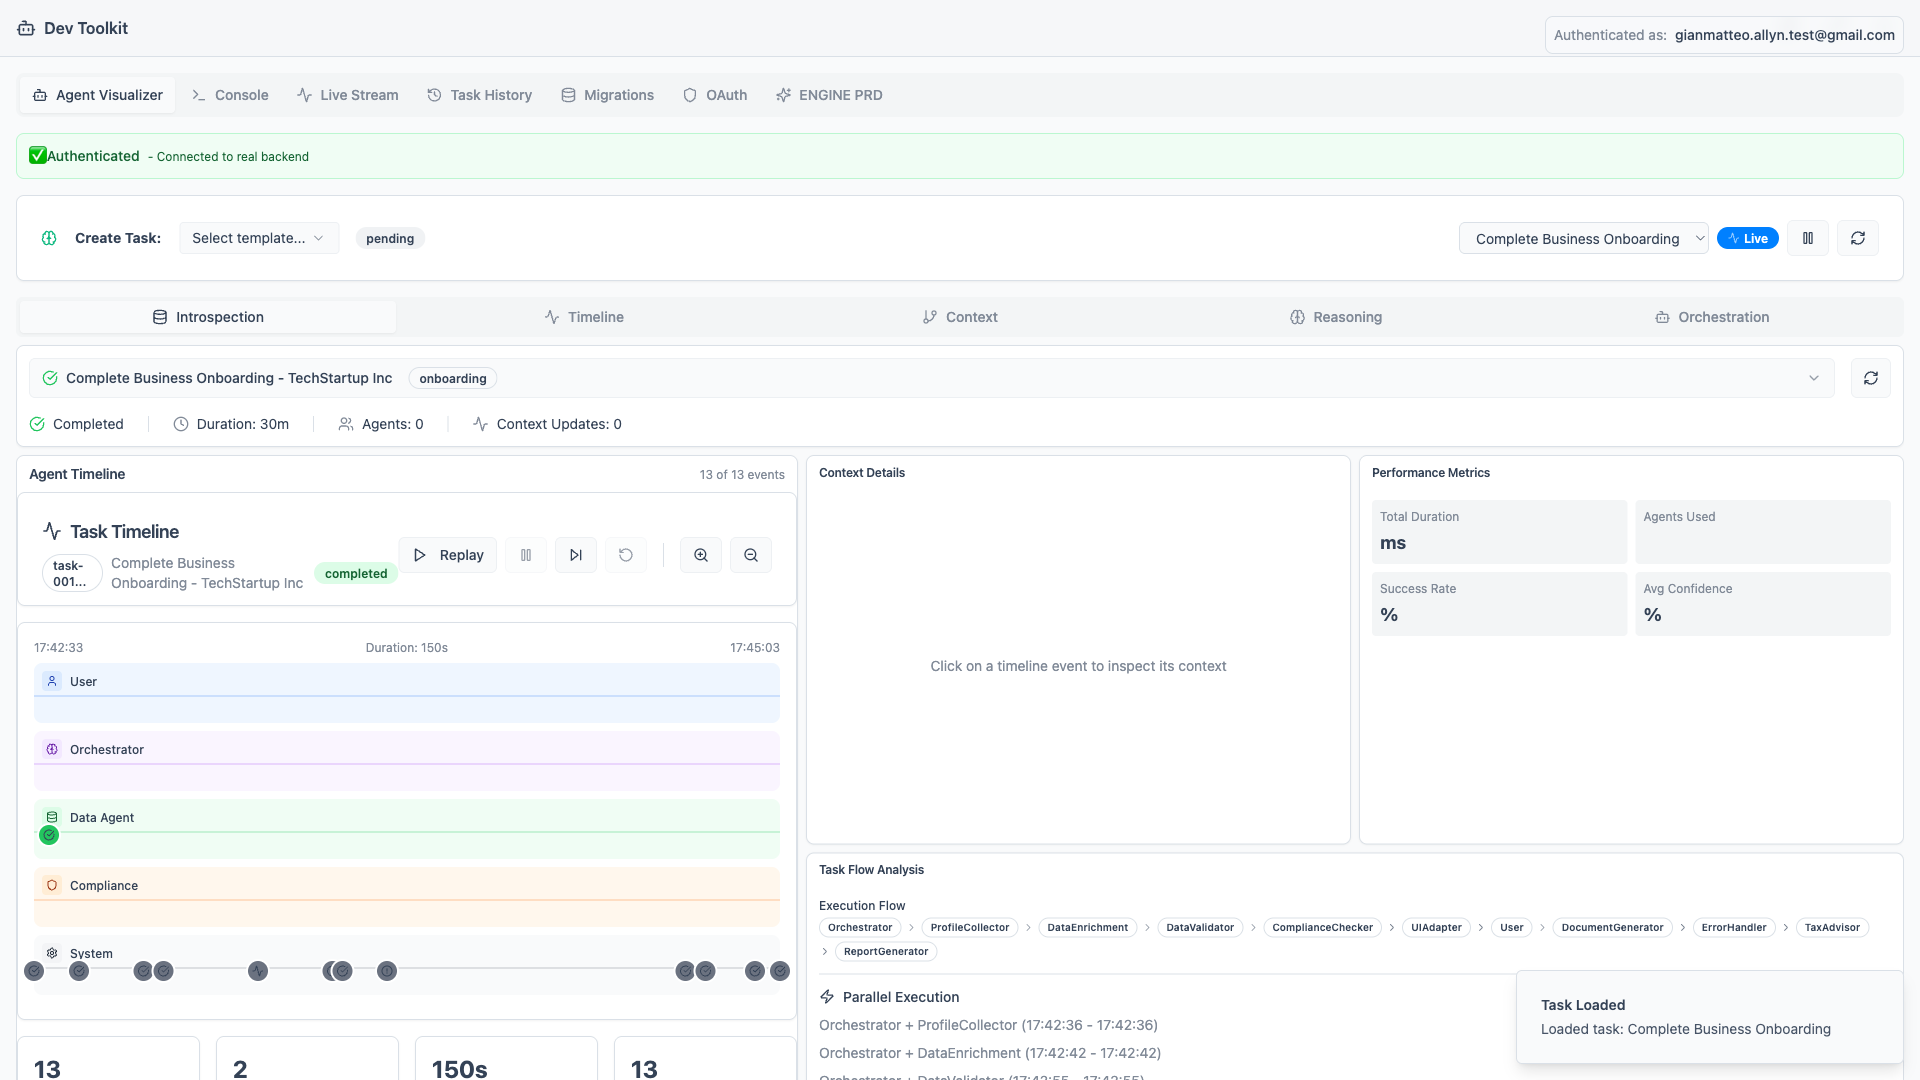 Dev Toolkit
Authenticated as: gianmatteo.allyn.test@gmail.com
Agent Visualizer
Console
Live Stream
Task History
Migrations
OAuth
ENGINE PRD
Authenticated - Connected to real backend
Create Task:
Select template...
pending
Complete Business Onboarding
Live
Introspection
Timeline
Context
Reasoning
Orchestration
Complete Business Onboarding - TechStartup Inc
onboarding
Completed
Duration: 30m
Agents: 0
Context Updates: 0
Agent Timeline
13 of 13 events
Task Timeline
task-
001...
Complete Business
Onboarding - TechStartup Inc
completed
Replay
17:42:33
Duration: 150s
17:45:03
User
Orchestrator
Data Agent
Compliance
System
13
2
150s
13
Context Details
Click on a timeline event to inspect its context
Performance Metrics
Total Duration
ms
Agents Used
Success Rate
%
Avg Confidence
%
Task Flow Analysis
Execution Flow
Orchestrator
ProfileCollector
DataEnrichment
DataValidator
ComplianceChecker
UIAdapter
User
DocumentGenerator
ErrorHandler
TaxAdvisor
ReportGenerator
Parallel Execution
Orchestrator + ProfileCollector (17:42:36 - 17:42:36)
Orchestrator + DataEnrichment (17:42:42 - 17:42:42)
Orchestrator + DataValidator (17:42:55 - 17:42:55)
Task Loaded
Loaded task: Complete Business Onboarding